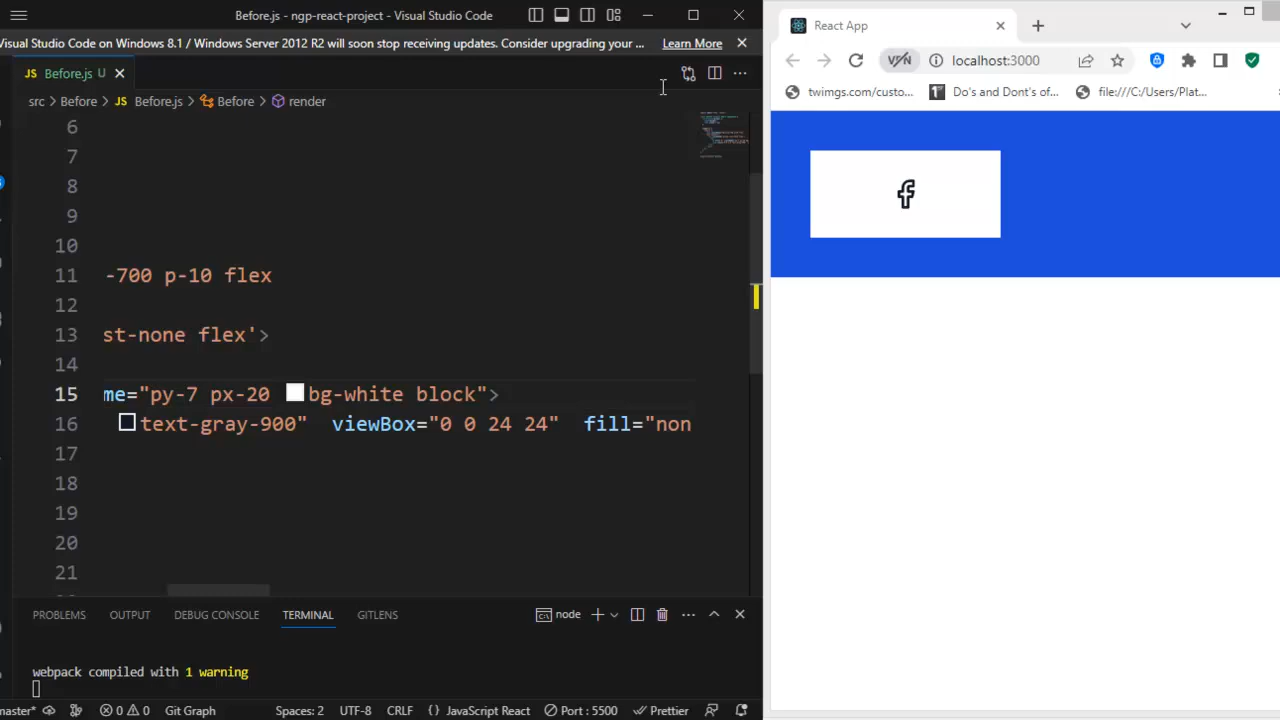 Before.js - ngp-react-project - Visual Studio Code
Visual Studio Code on Windows 8.1 / Windows Server 2012 R2 will soon stop receiving updates. Consider upgrading your ... Learn More
JS Before.js U
src > Before > JS Before.js > Before > render
6
7
8
9
10
11 -700 p-10 flex
12
13 st-none flex'>
14
15 me="py-7 px-20 bg-white block">
16 text-gray-900" viewBox="0 0 24 24" fill="non
17
18
19
20
21
PROBLEMS OUTPUT DEBUG CONSOLE TERMINAL GITLENS node
webpack compiled with 1 warning
master* 0 0 Git Graph Spaces: 2 UTF-8 CRLF {} JavaScript React Port : 5500 Prettier
React App
VPN localhost:3000
twimgs.com/custo... Do's and Dont's of... file:///C:/Users/Plat...